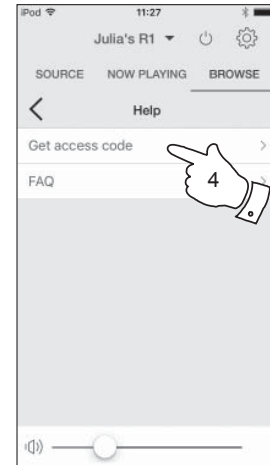 iPod 11:27
Julia's R1
SOURCE NOW PLAYING BROWSE
Help
Get access code
FAQ
4